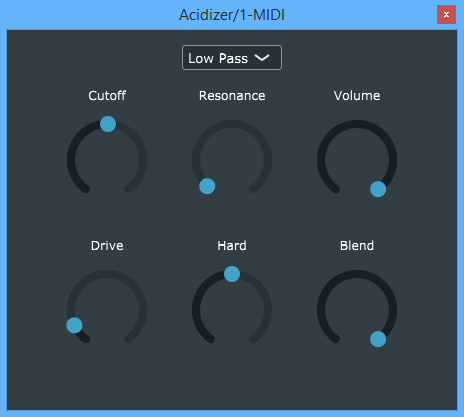 Acidizer/1-MIDI
x
Low Pass
Cutoff Resonance Volume
Drive Hard Blend